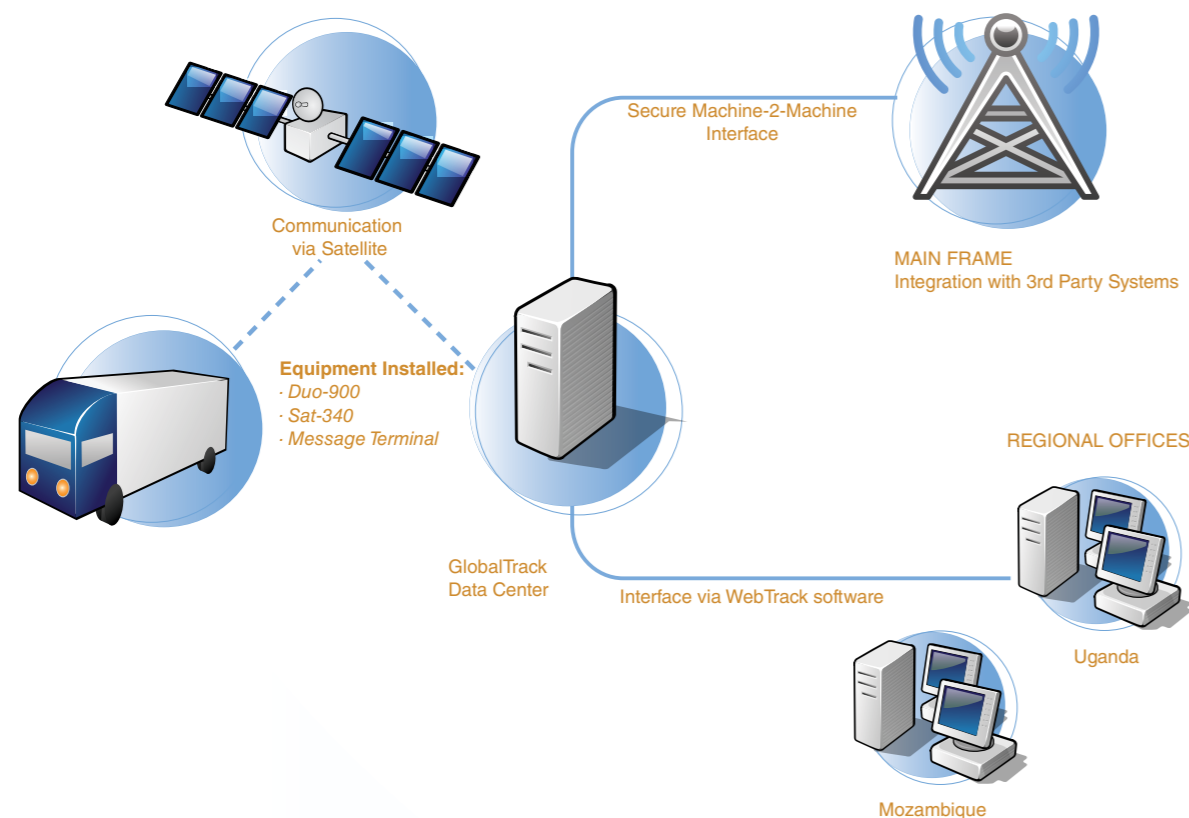 Secure Machine-2-Machine
Interface
Communication
via Satellite
MAIN FRAME
Integration with 3rd Party Systems
Equipment Installed:
· Duo-900
· Sat-340
· Message Terminal
REGIONAL OFFICES
GlobalTrack
Data Center
Interface via WebTrack software
Uganda
Mozambique